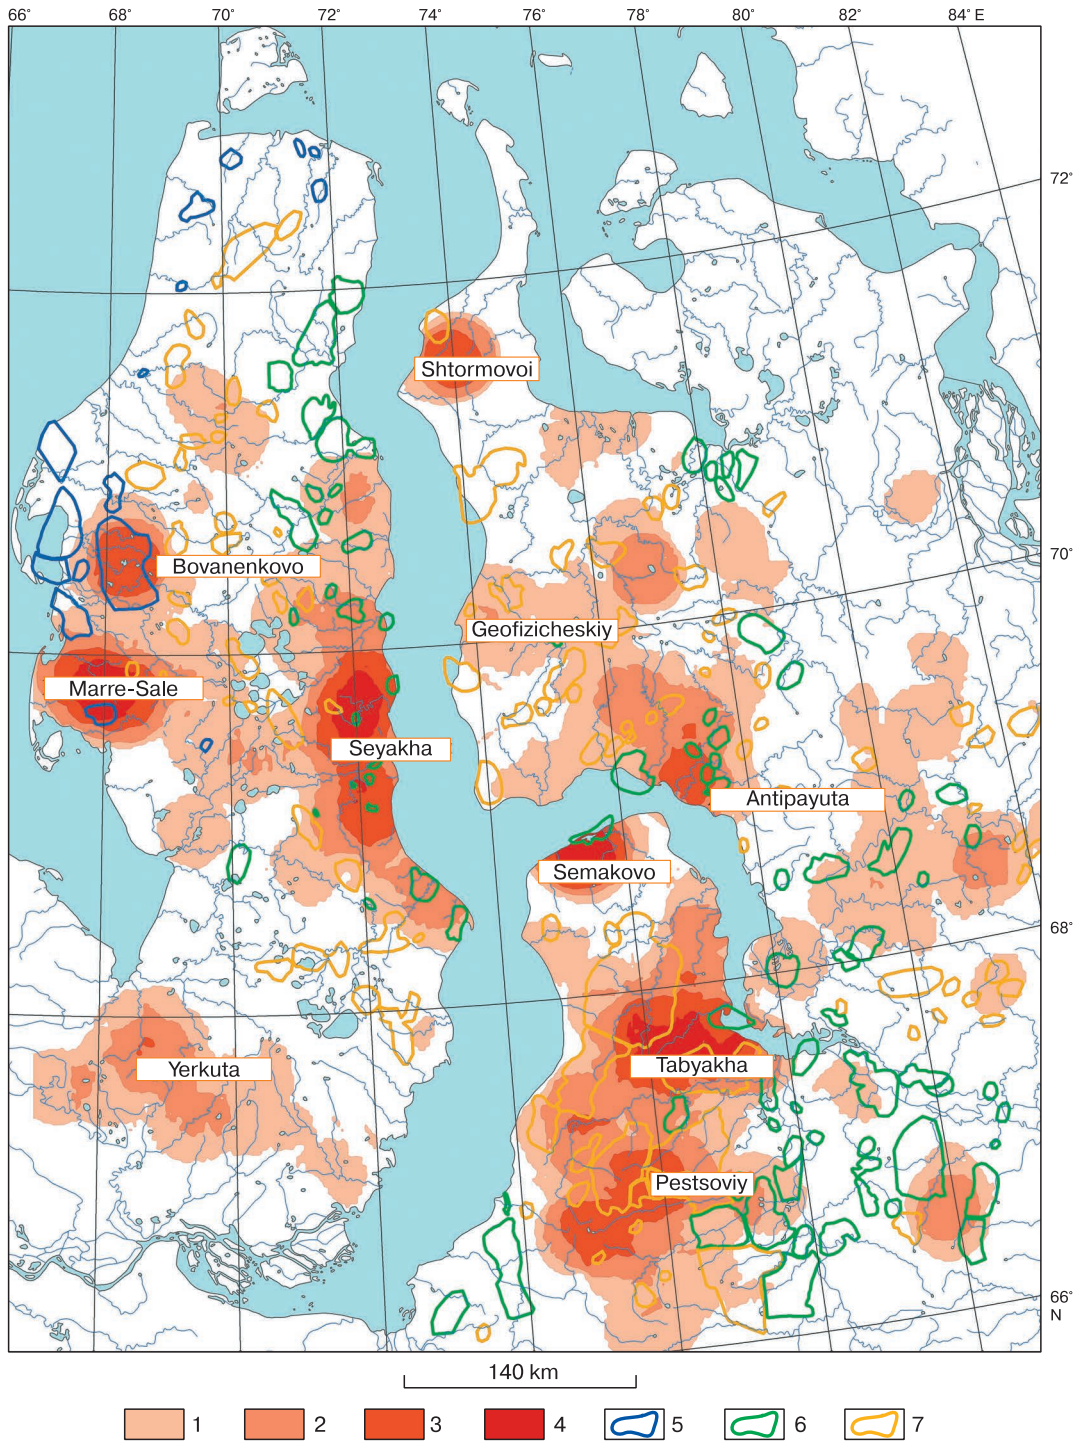 66° 68° 70° 72° 74° 76° 78° 80° 82° 84° E
72°
Shtormovoi
70°
Bovanenkovo
Geofizicheskiy
Marre-Sale
Seyakha
Antipayuta
Semakovo
68°
Tabyakha
Yerkuta
Pestsoviy
66°
N
140 km
1 2 3 4 5 6 7